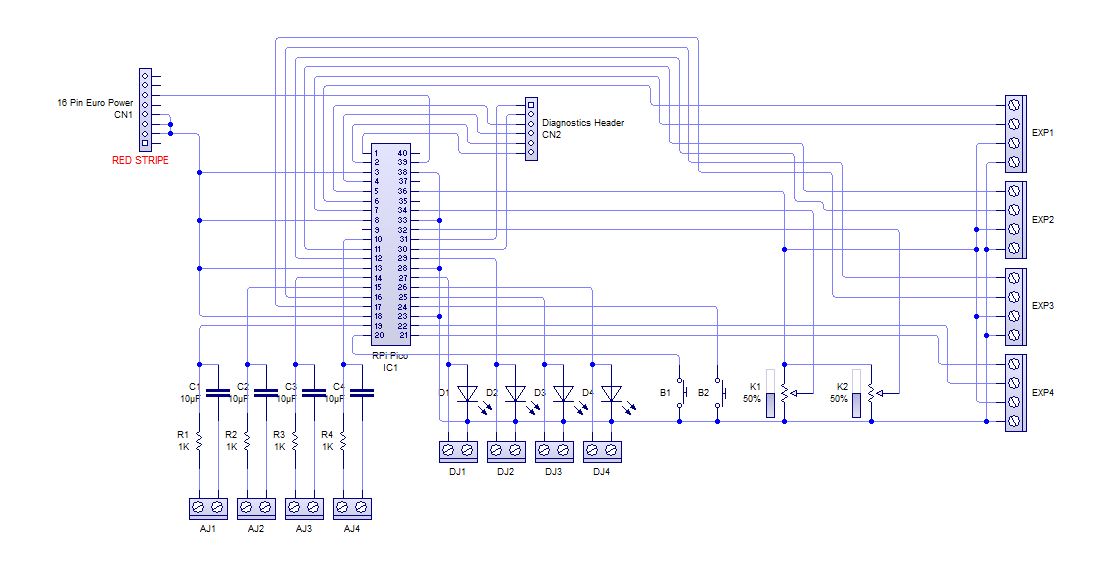 16 Pin Euro Power
CN1
RED STRIPE
Diagnostics Header
CN2
EXP1
EXP2
EXP3
EXP4
1 40
2 39
3 38
4 37
5 36
6 35
7 34
8 33
9 32
10 31
11 30
12 29
13 28
14 27
15 26
16 25
17 24
18 23
19 22
20 21
RPi Pico
IC1
C1 C2 C3 C4
10µF 10µF 10µF 10µF
D1 D2 D3 D4
B1 B2
K1 K2
50% 50%
R1 R2 R3 R4
1K 1K 1K 1K
DJ1 DJ2 DJ3 DJ4
AJ1 AJ2 AJ3 AJ4